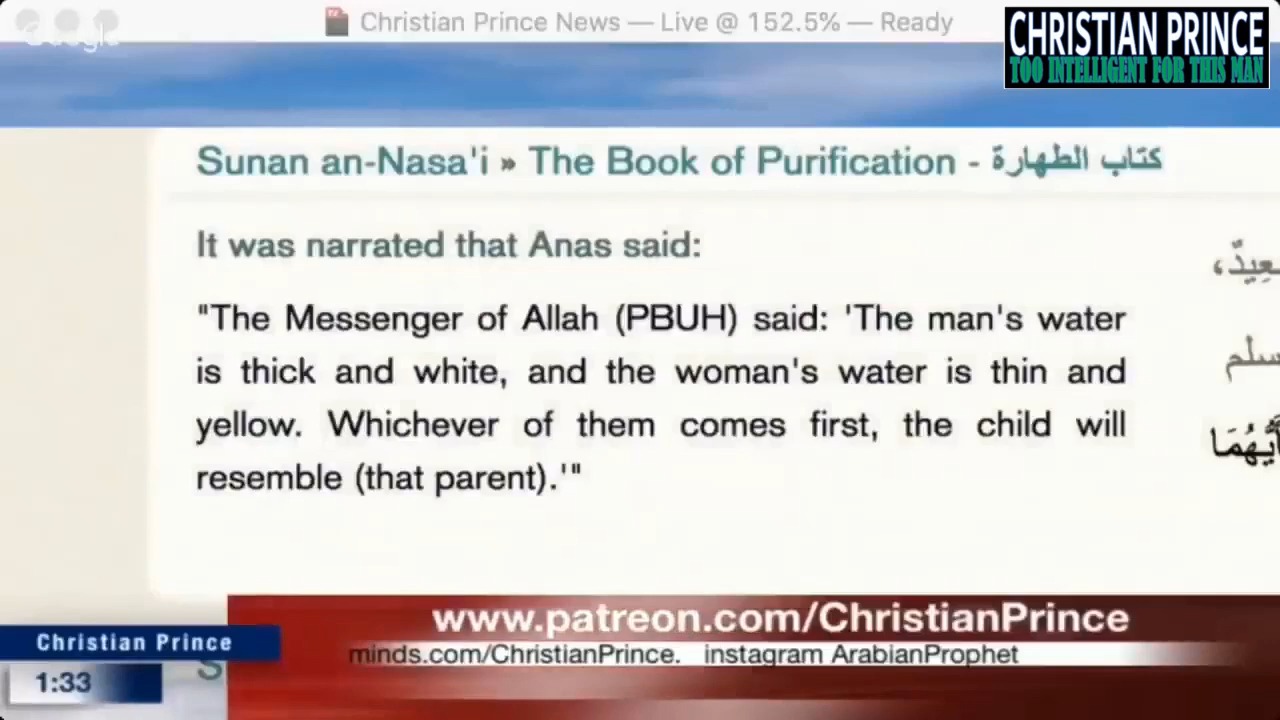 Christian Prince News — Live @ 152.5% — Ready
Google
CHRISTIAN PRINCE
TOO INTELLIGENT FOR THIS MAN
Sunan an-Nasa'i » The Book of Purification - كتاب الطهارة
It was narrated that Anas said:
"The Messenger of Allah (PBUH) said: 'The man's water
is thick and white, and the woman's water is thin and
yellow. Whichever of them comes first, the child will
resemble (that parent).'"
www.patreon.com/ChristianPrince
Christian Prince
minds.com/ChristianPrince. instagram ArabianProphet
1:33